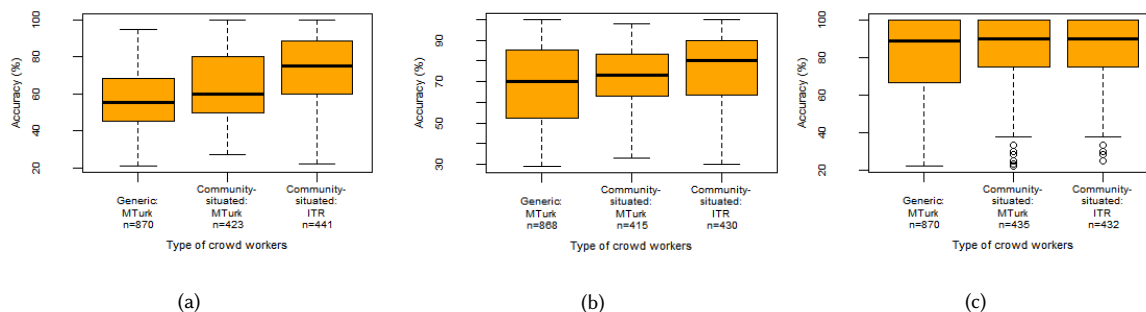 Accuracy (%)
100
80
60
40
20
Generic:
MTurk
n=870
Community-
situated:
MTurk
n=423
Community-
situated:
ITR
n=441
Type of crowd workers
(a)
Accuracy (%)
90
70
50
30
Generic:
MTurk
n=868
Community-
situated:
MTurk
n=415
Community-
situated:
ITR
n=430
Type of crowd workers
(b)
Accuracy (%)
100
80
60
40
20
Generic:
MTurk
n=870
Community-
situated:
MTurk
n=435
Community-
situated:
ITR
n=432
Type of crowd workers
(c)